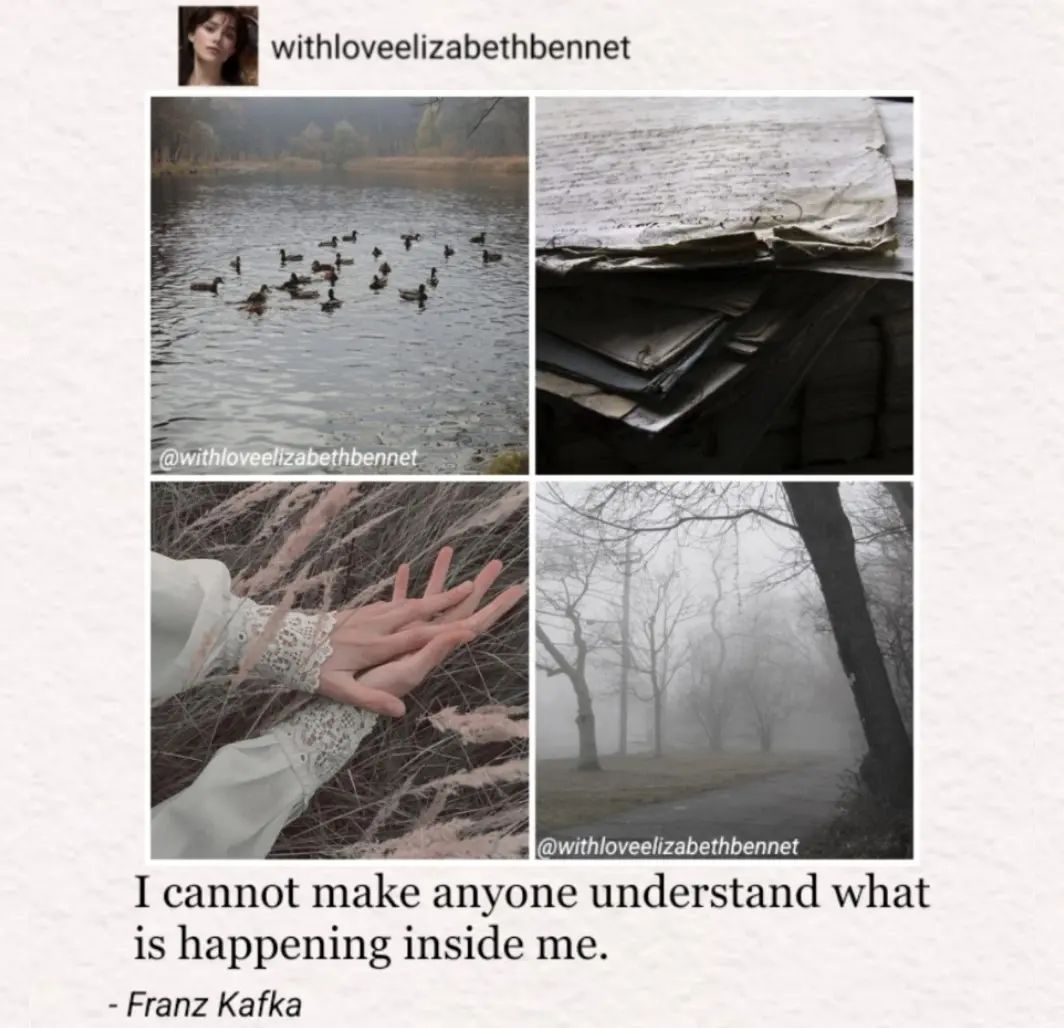 withloveelizabethbennet
@withloveelizabethbennet
@withloveelizabethbennet
I cannot make anyone understand what
is happening inside me.
- Franz Kafka